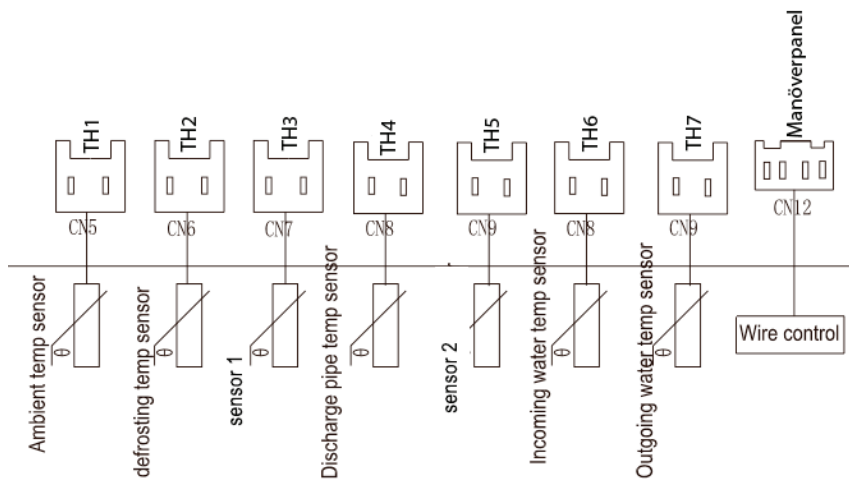 TH1
TH2
TH3
TH4
TH5
TH6
TH7
Manöverpanel
CN5
CN6
CN7
CN8
CN9
CN8
CN9
CN12
Ambient temp sensor
θ
defrosting temp sensor
θ
sensor 1
θ
Discharge pipe temp sensor
θ
sensor 2
Incoming water temp sensor
θ
Outgoing water temp sensor
θ
Wire control